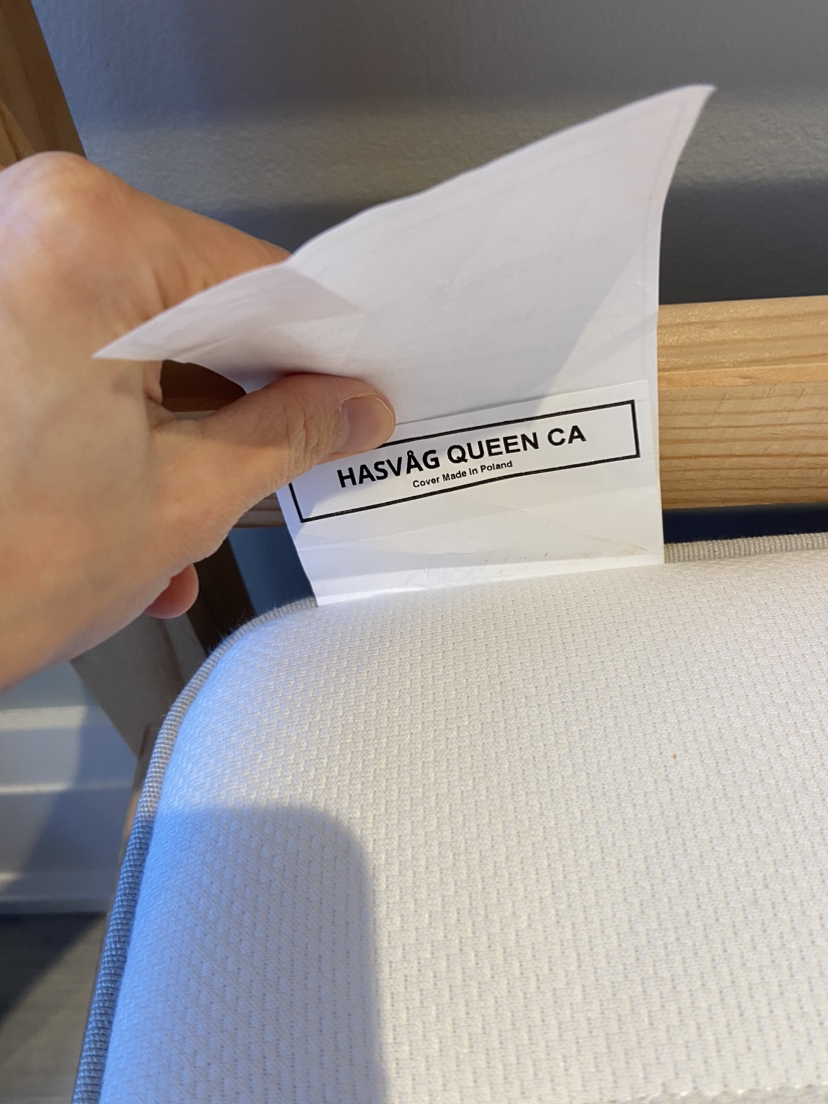 HASVÅG QUEEN CA
Cover Made in Poland